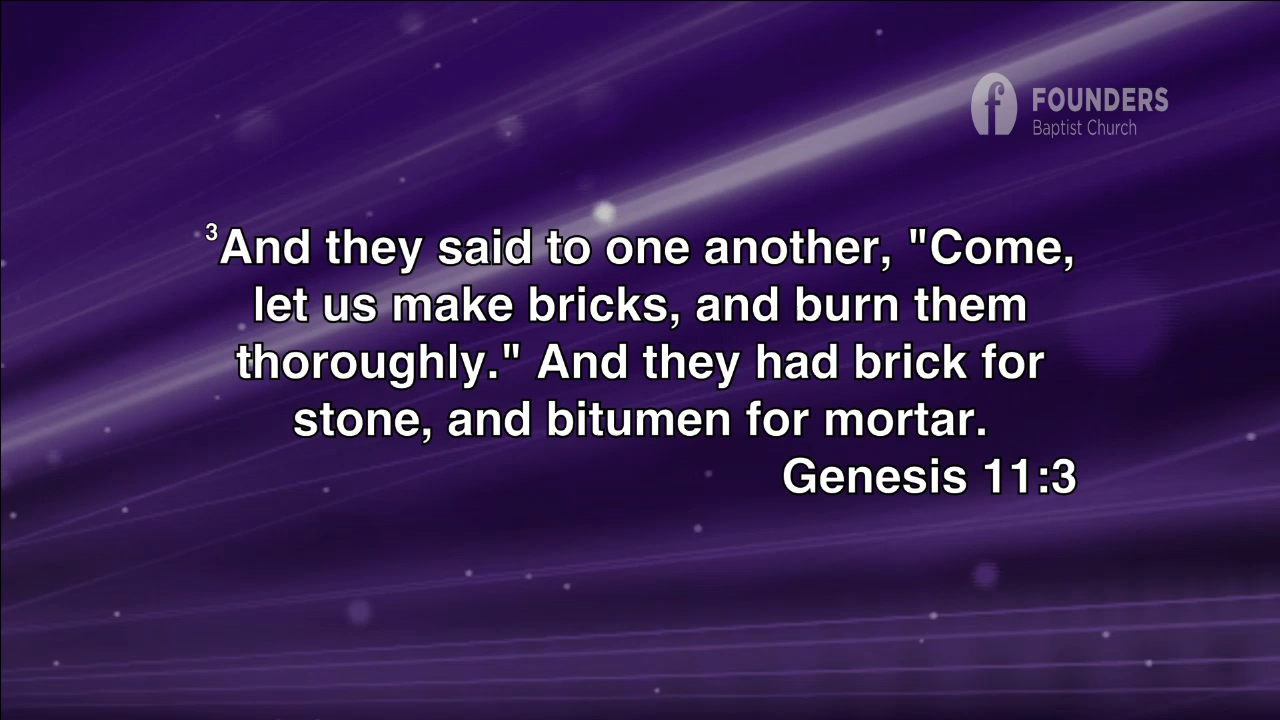 FOUNDERS
Baptist Church
3And they said to one another, "Come,
let us make bricks, and burn them
thoroughly." And they had brick for
stone, and bitumen for mortar.
Genesis 11:3